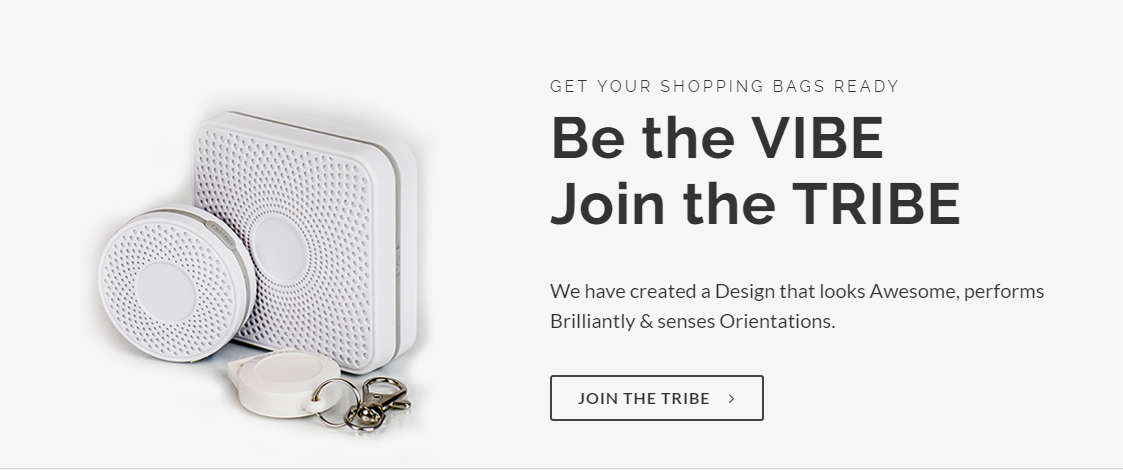 GET YOUR SHOPPING BAGS READY
Be the VIBE
Join the TRIBE
We have created a Design that looks Awesome, performs
Brilliantly & senses Orientations.
JOIN THE TRIBE